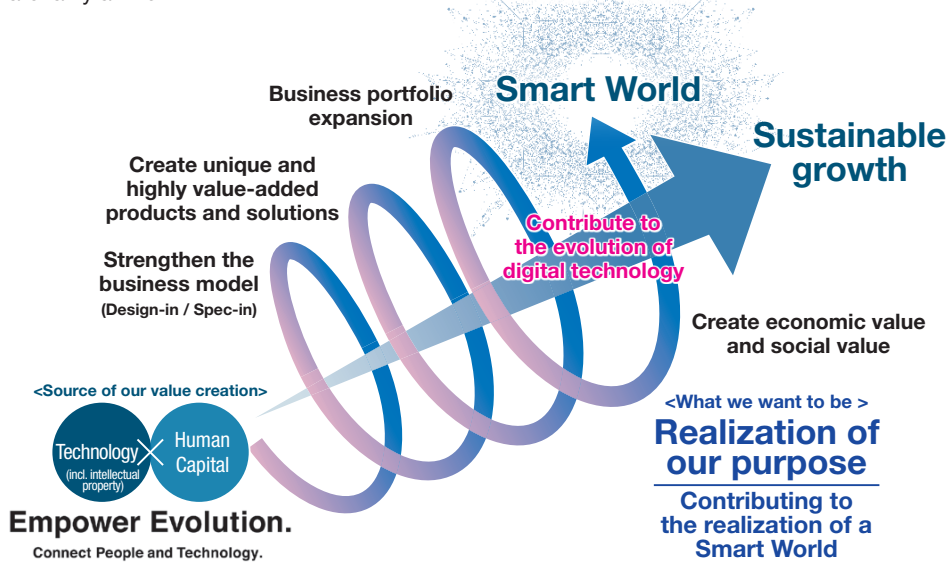 Smart World
Sustainable
growth
Business portfolio
expansion
Create unique and
highly value-added
products and solutions
Strengthen the
business model
(Design-in / Spec-in)
Contribute to
the evolution of
digital technology
Create economic value
and social value
<Source of our value creation>
Technology
(incl. intellectual
property)
Human
Capital
Empower Evolution.
Connect People and Technology.
<What we want to be >
Realization of
our purpose
Contributing to
the realization of a
Smart World